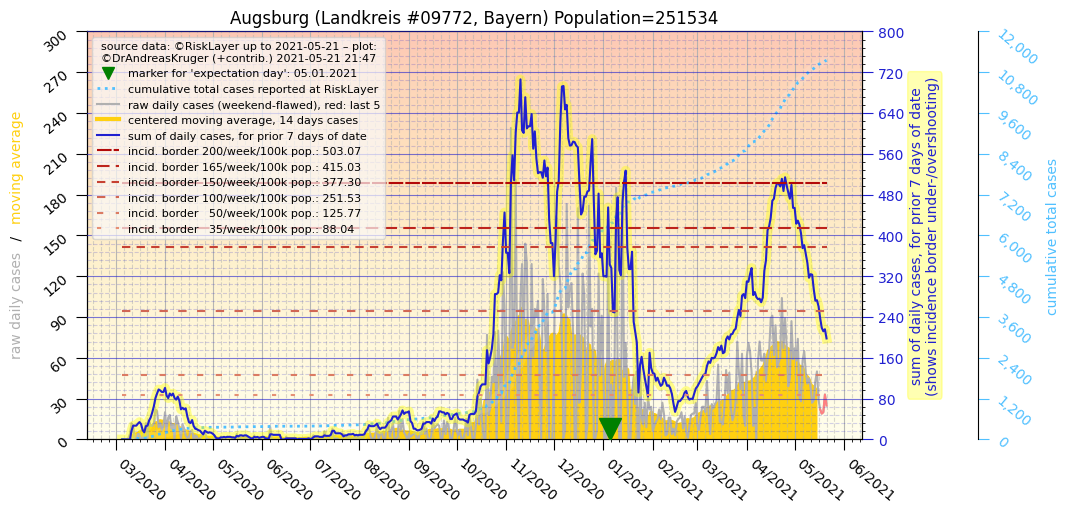 Augsburg (Landkreis #09772, Bayern) Population=251534
source data: ©RiskLayer up to 2021-05-21 – plot:
©DrAndreasKruger (+contrib.) 2021-05-21 21:47
marker for 'expectation day': 05.01.2021
cumulative total cases reported at RiskLayer
raw daily cases (weekend-flawed), red: last 5
centered moving average, 14 days cases
sum of daily cases, for prior 7 days of date
incid. border 200/week/100k pop.: 503.07
incid. border 165/week/100k pop.: 415.03
incid. border 150/week/100k pop.: 377.30
incid. border 100/week/100k pop.: 251.53
incid. border   50/week/100k pop.: 125.77
incid. border   35/week/100k pop.: 88.04
raw daily cases   /   moving average
300
270
240
210
180
150
120
90
60
30
0
03/2020
04/2020
05/2020
06/2020
07/2020
08/2020
09/2020
10/2020
11/2020
12/2020
01/2021
02/2021
03/2021
04/2021
05/2021
06/2021
800
720
640
560
480
400
320
240
160
80
0
sum of daily cases, for prior 7 days of date
(shows incidence border under-/overshooting)
12,000
10,800
9,600
8,400
7,200
6,000
4,800
3,600
2,400
1,200
0
cumulative total cases